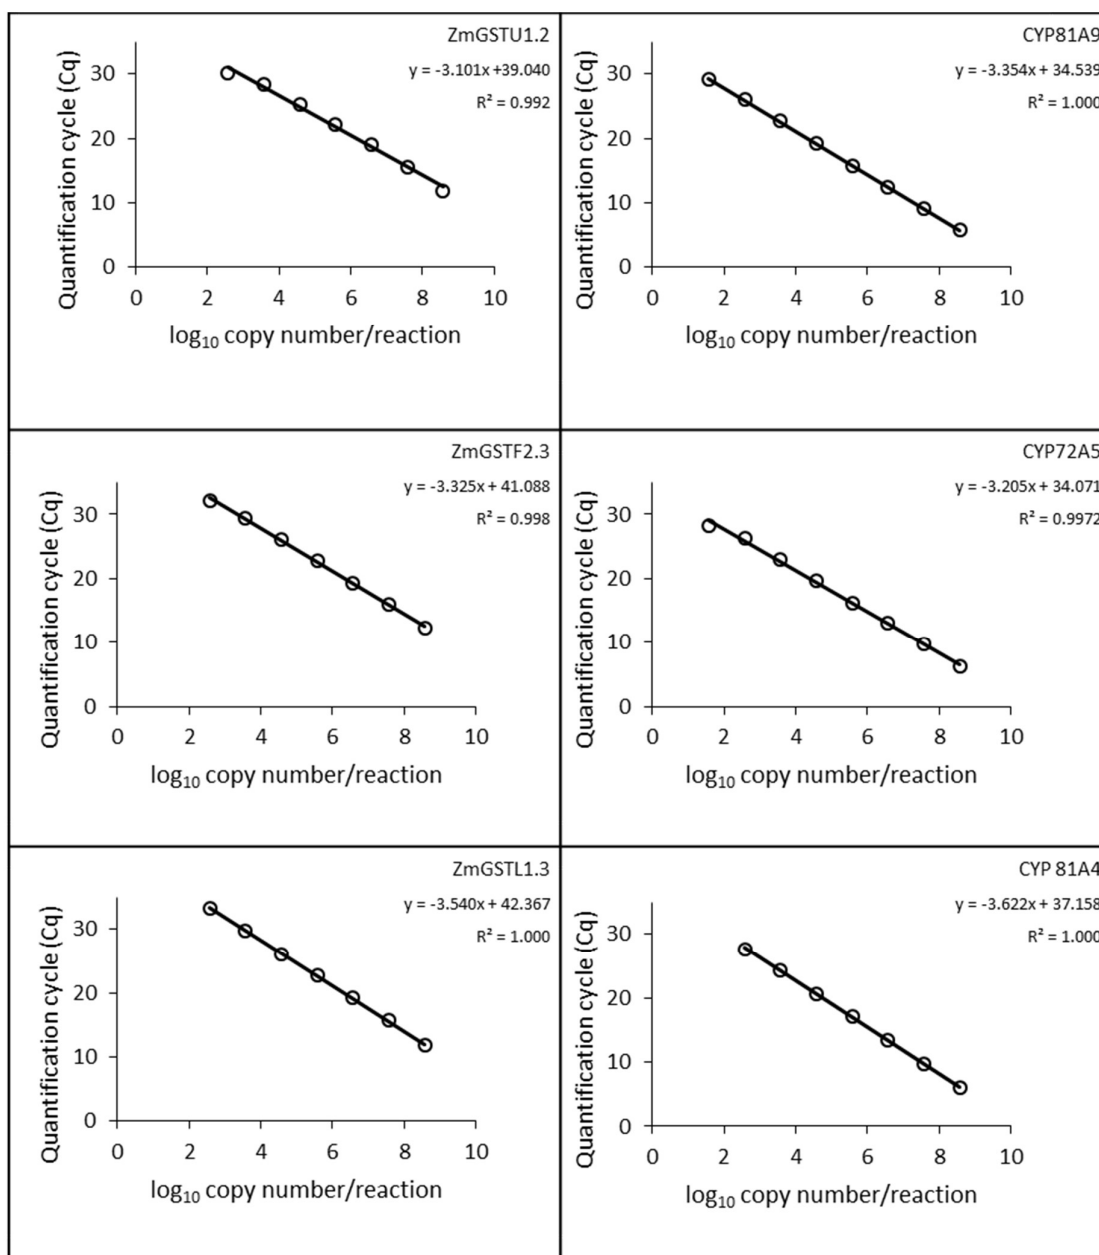 ZmGSTU1.2
y = -3.101x +39.040
R² = 0.992
Quantification cycle (Cq)
30
20
10
0
0 2 4 6 8 10
log₁₀ copy number/reaction
CYP81A9
y = -3.354x + 34.539
R² = 1.000
Quantification cycle (Cq)
30
20
10
0
0 2 4 6 8 10
log₁₀ copy number/reaction
ZmGSTF2.3
y = -3.325x + 41.088
R² = 0.998
Quantification cycle (Cq)
30
20
10
0
0 2 4 6 8 10
log₁₀ copy number/reaction
CYP72A5
y = -3.205x + 34.071
R² = 0.9972
Quantification cycle (Cq)
30
20
10
0
0 2 4 6 8 10
log₁₀ copy number/reaction
ZmGSTL1.3
y = -3.540x + 42.367
R² = 1.000
Quantification cycle (Cq)
30
20
10
0
0 2 4 6 8 10
log₁₀ copy number/reaction
CYP 81A4
y = -3.622x + 37.158
R² = 1.000
Quantification cycle (Cq)
30
20
10
0
0 2 4 6 8 10
log₁₀ copy number/reaction